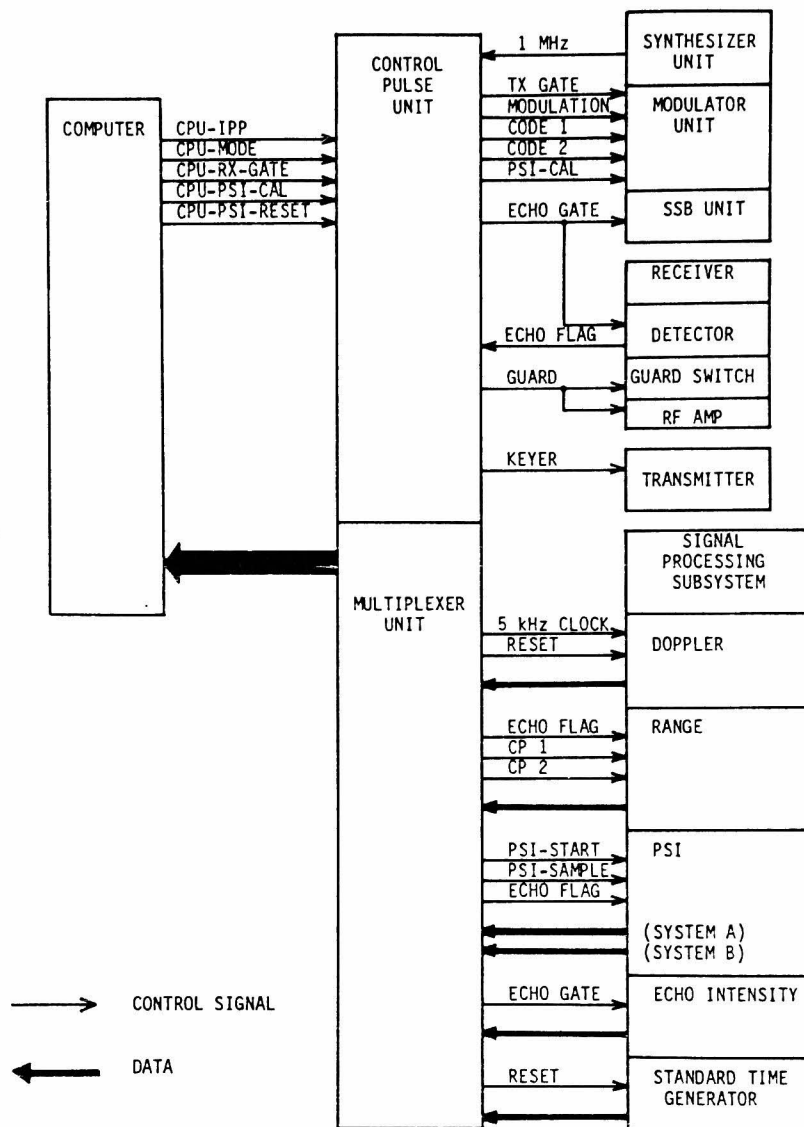 COMPUTER
CPU-IPP
CPU-MODE
CPU-RX-GATE
CPU-PSI-CAL
CPU-PSI-RESET
CONTROL
PULSE
UNIT
MULTIPLEXER
UNIT
1 MHz
TX GATE
MODULATION
CODE 1
CODE 2
PSI-CAL
ECHO GATE
ECHO FLAG
GUARD
KEYER
5 kHz CLOCK
RESET
ECHO FLAG
CP 1
CP 2
PSI-START
PSI-SAMPLE
ECHO FLAG
ECHO GATE
RESET
SYNTHESIZER
UNIT
MODULATOR
UNIT
SSB UNIT
RECEIVER
DETECTOR
GUARD SWITCH
RF AMP
TRANSMITTER
SIGNAL
PROCESSING
SUBSYSTEM
DOPPLER
RANGE
PSI
(SYSTEM A)
(SYSTEM B)
ECHO INTENSITY
STANDARD TIME
GENERATOR
CONTROL SIGNAL
DATA